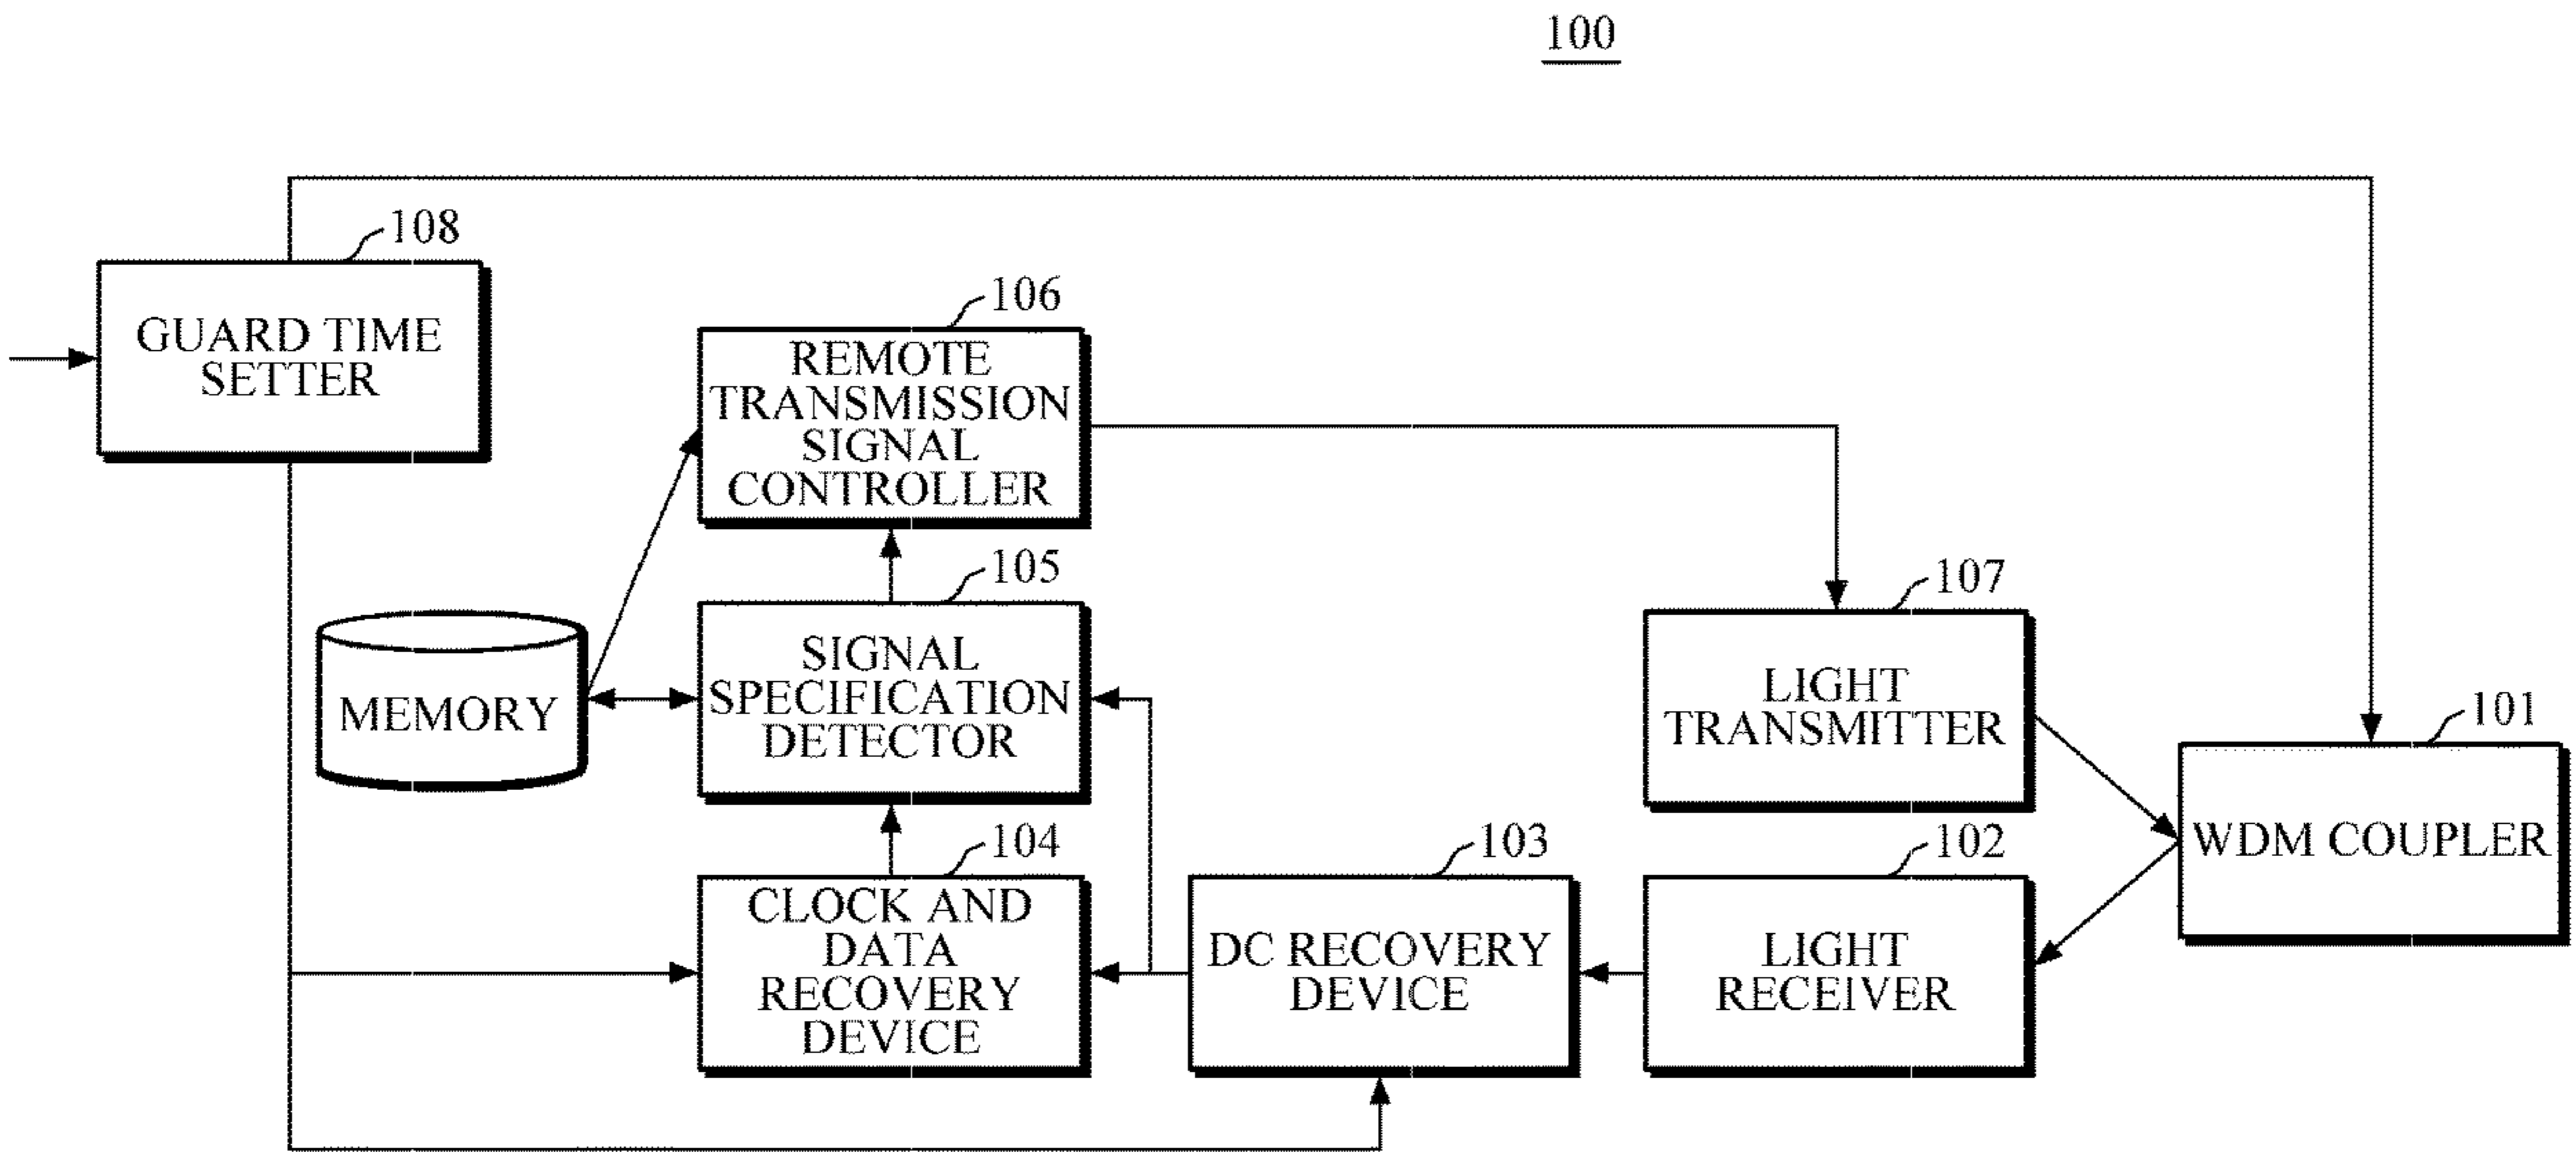 100
108
GUARD TIME
SETTER
106
REMOTE
TRANSMISSION
SIGNAL
CONTROLLER
105
SIGNAL
SPECIFICATION
DETECTOR
MEMORY
107
LIGHT
TRANSMITTER
101
WDM COUPLER
104
CLOCK AND
DATA
RECOVERY
DEVICE
103
DC RECOVERY
DEVICE
102
LIGHT
RECEIVER